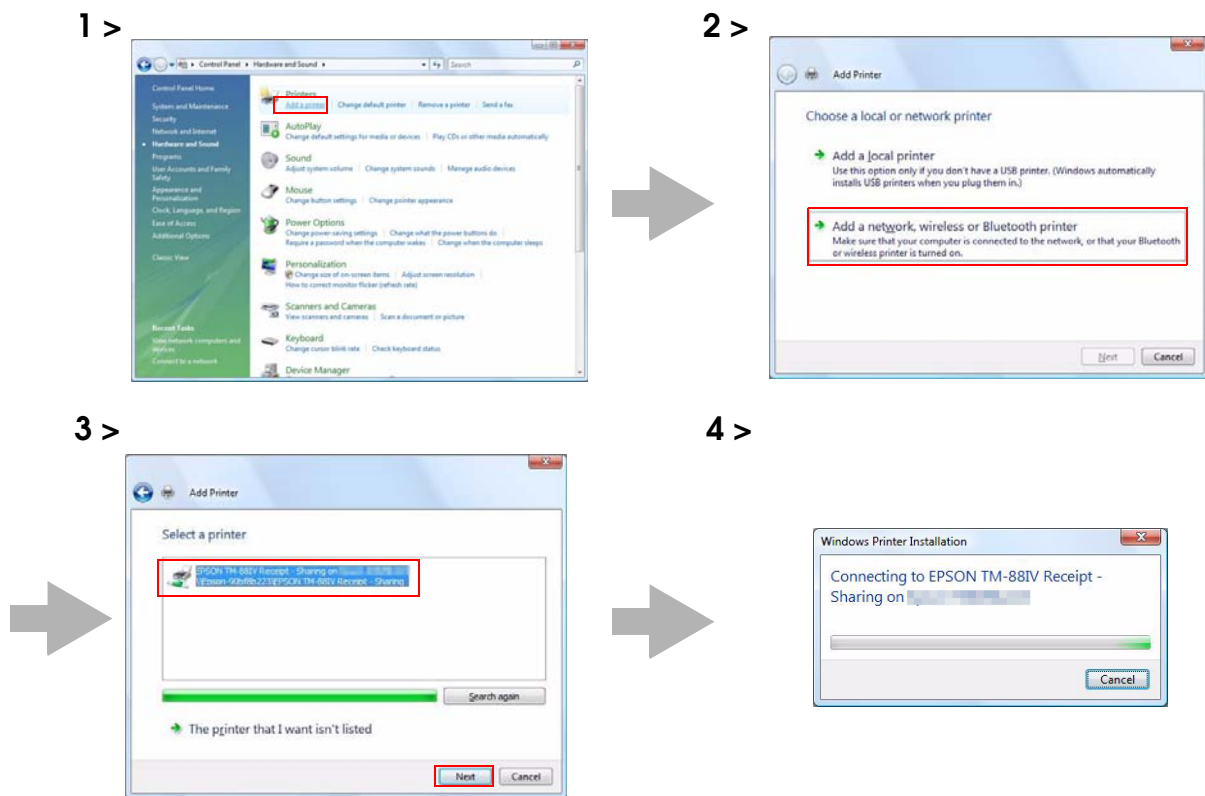 1 >
Control Panel ▸ Hardware and Sound ▸
Search
Control Panel Home
System and Maintenance
Security
Network and Internet
Hardware and Sound
Programs
User Accounts and Family
Safety
Appearance and
Personalization
Clock, Language, and Region
Ease of Access
Additional Options
Classic View
Recent Tasks
View network computers and
devices
Connect to a network
Printers
Add a printer Change default printer Remove a printer Send a fax
AutoPlay
Change default settings for media or devices Play CDs or other media automatically
Sound
Adjust system volume Change system sounds Manage audio devices
Mouse
Change button settings Change pointer appearance
Power Options
Change power-saving settings Change what the power buttons do
Require a password when the computer wakes Change when the computer sleeps
Personalization
Change size of on-screen items Adjust screen resolution
How to correct monitor flicker (refresh rate)
Scanners and Cameras
View scanners and cameras Scan a document or picture
Keyboard
Change cursor blink rate Check keyboard status
Device Manager
2 >
Add Printer
Choose a local or network printer
Add a local printer
Use this option only if you don't have a USB printer. (Windows automatically
installs USB printers when you plug them in.)
Add a network, wireless or Bluetooth printer
Make sure that your computer is connected to the network, or that your Bluetooth
or wireless printer is turned on.
Next Cancel
3 >
Add Printer
Select a printer
EPSON TM-88IV Receipt - Sharing on
\\Epson-90bf8b223\EPSON TM-88IV Receipt - Sharing
Search again
The printer that I want isn't listed
Next Cancel
4 >
Windows Printer Installation
Connecting to EPSON TM-88IV Receipt -
Sharing on
Cancel